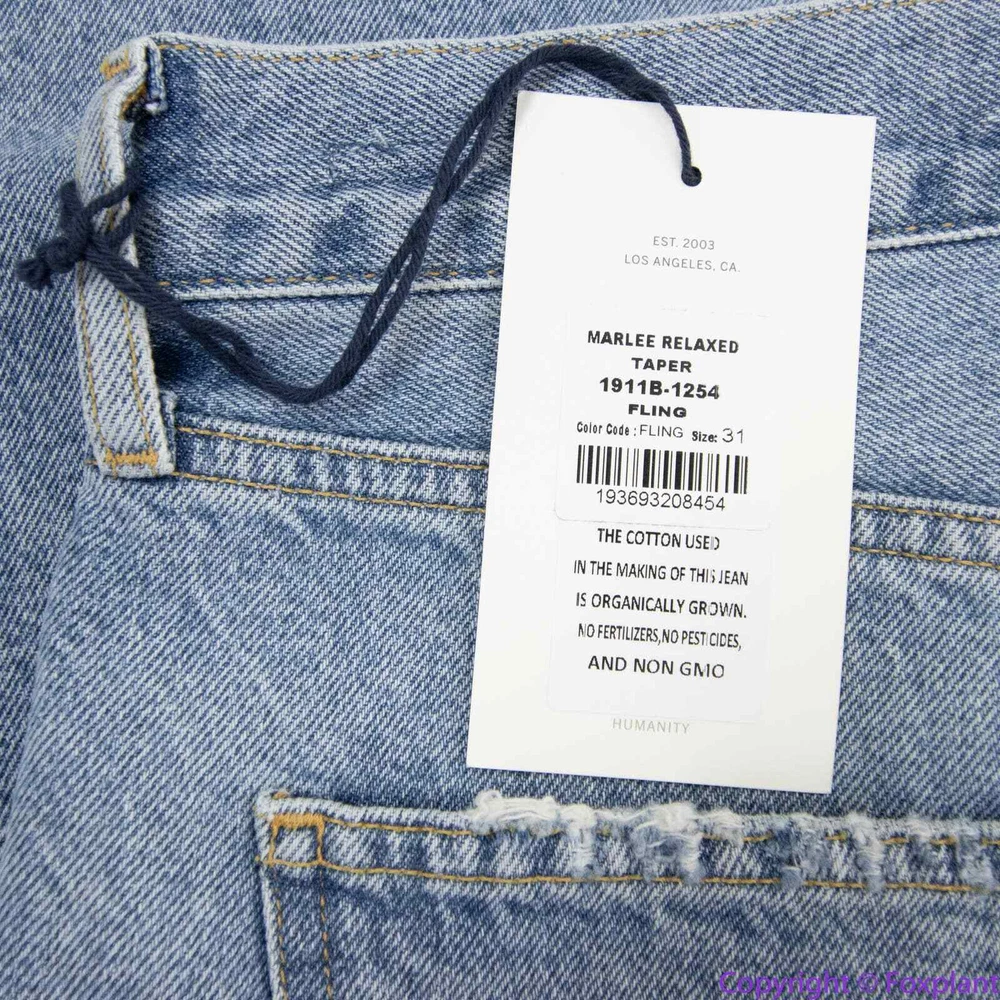 EST. 2003
LOS ANGELES, CA.
MARLEE RELAXED
TAPER
1911B-1254
FLING
Color Code : FLING Size: 31
193693208454
THE COTTON USED
IN THE MAKING OF THIS JEAN
IS ORGANICALLY GROWN.
NO FERTILIZERS,NO PESTICIDES,
AND NON GMO
HUMANITY
Copyright © Foxplant